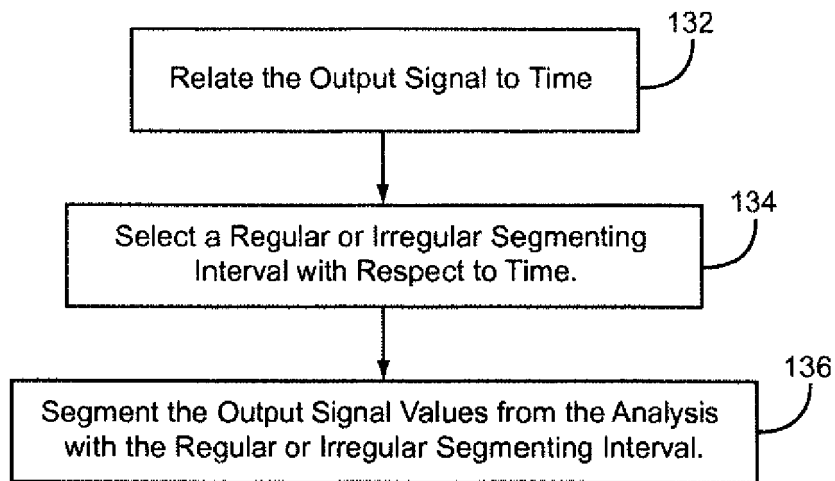 132
Relate the Output Signal to Time
134
Select a Regular or Irregular Segmenting
Interval with Respect to Time.
136
Segment the Output Signal Values from the Analysis
with the Regular or Irregular Segmenting Interval.